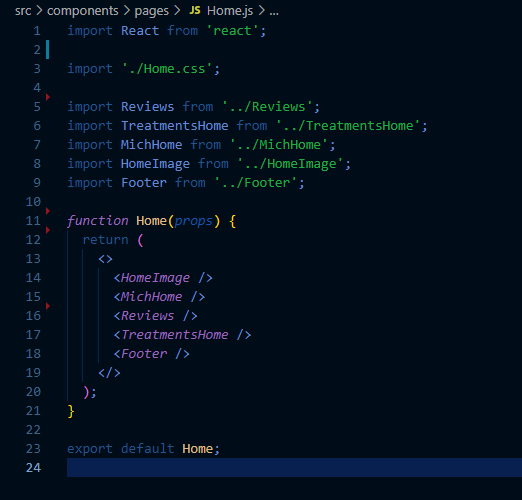 src > components > pages > JS Home.js > ...
1 import React from 'react';
2
3 import './Home.css';
4
5 import Reviews from '../Reviews';
6 import TreatmentsHome from '../TreatmentsHome';
7 import MichHome from '../MichHome';
8 import HomeImage from '../HomeImage';
9 import Footer from '../Footer';
10
11 function Home(props) {
12   return (
13     <>
14       <HomeImage />
15       <MichHome />
16       <Reviews />
17       <TreatmentsHome />
18       <Footer />
19     </>
20   );
21 }
22
23 export default Home;
24